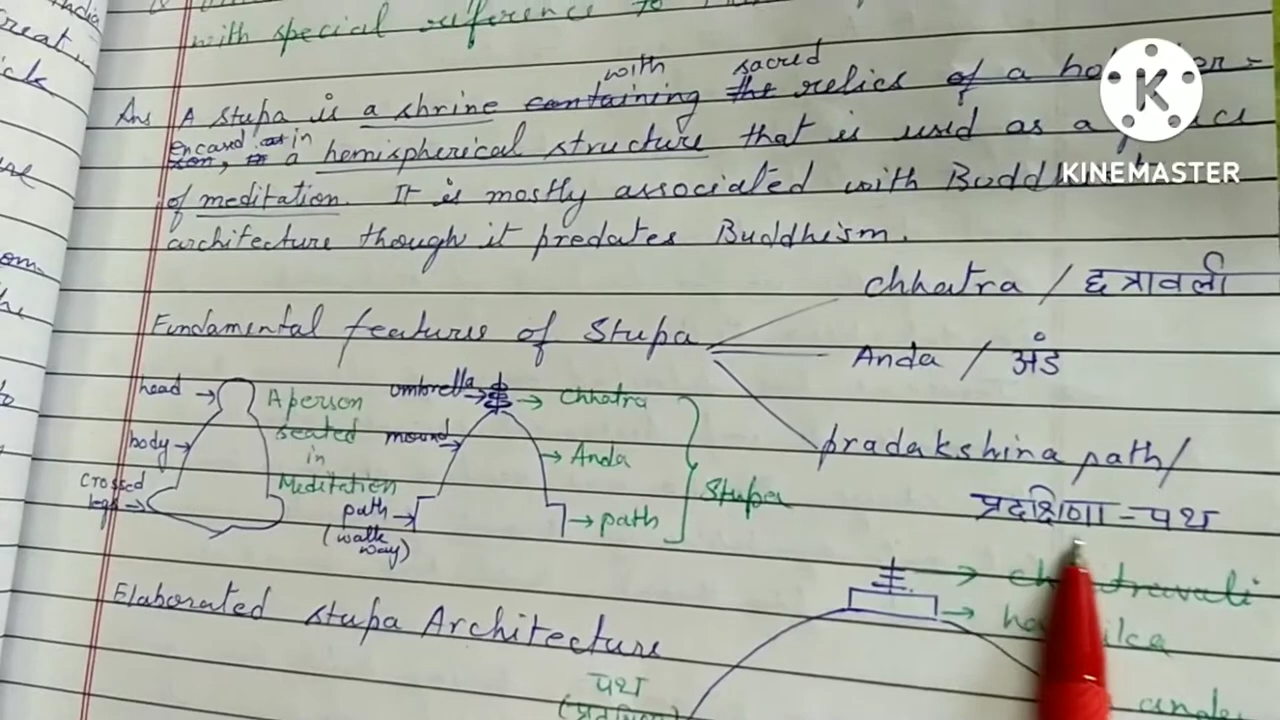 with special reference to
Ans A stupa is a shrine containing with the sacred relics of a
encased in a hemispherical structure that is used as a
of meditation. It is mostly associated with
architecture though it predates Buddhism.
Fundamental features of Stupa
chhatra / छत्रावली
Anda / अंड
pradakshina path/
प्रदक्षिणा - पथ
head
body
crossed legs
A person
seated
in
Meditation
umbrella
mound
path
(walk
way)
chhatra
Anda
path
Stupa
Elaborated stupa Architecture
पथ
KINEMASTER